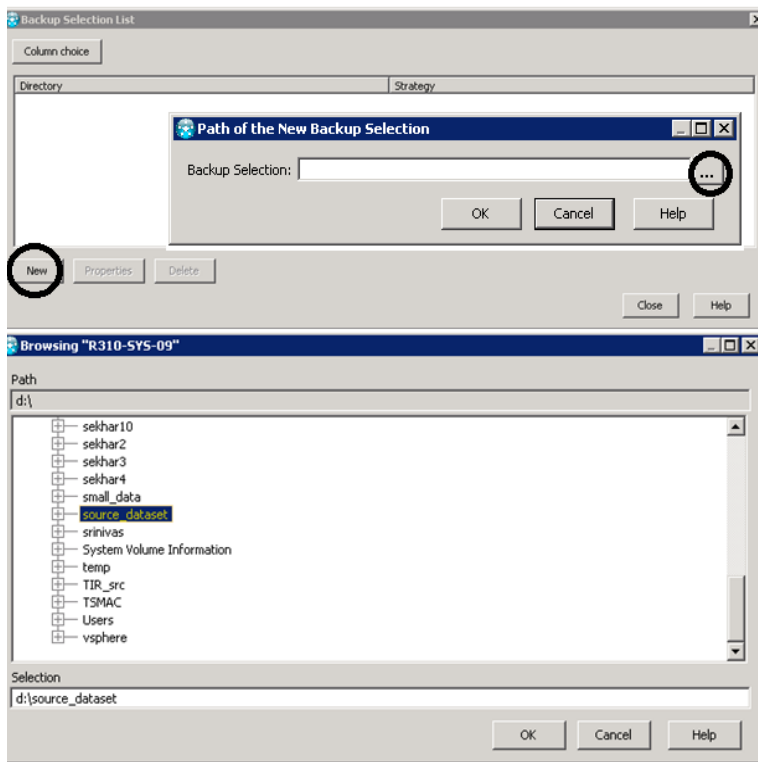 Backup Selection List
Column choice
Directory Strategy
Path of the New Backup Selection
Backup Selection:
...
OK Cancel Help
New Properties Delete
Close Help
Browsing "R310-SYS-09"
Path
d:\
sekhar10
sekhar2
sekhar3
sekhar4
small_data
source_dataset
srinivas
System Volume Information
temp
TIR_src
TSMAC
Users
vsphere
Selection
d:\source_dataset
OK Cancel Help